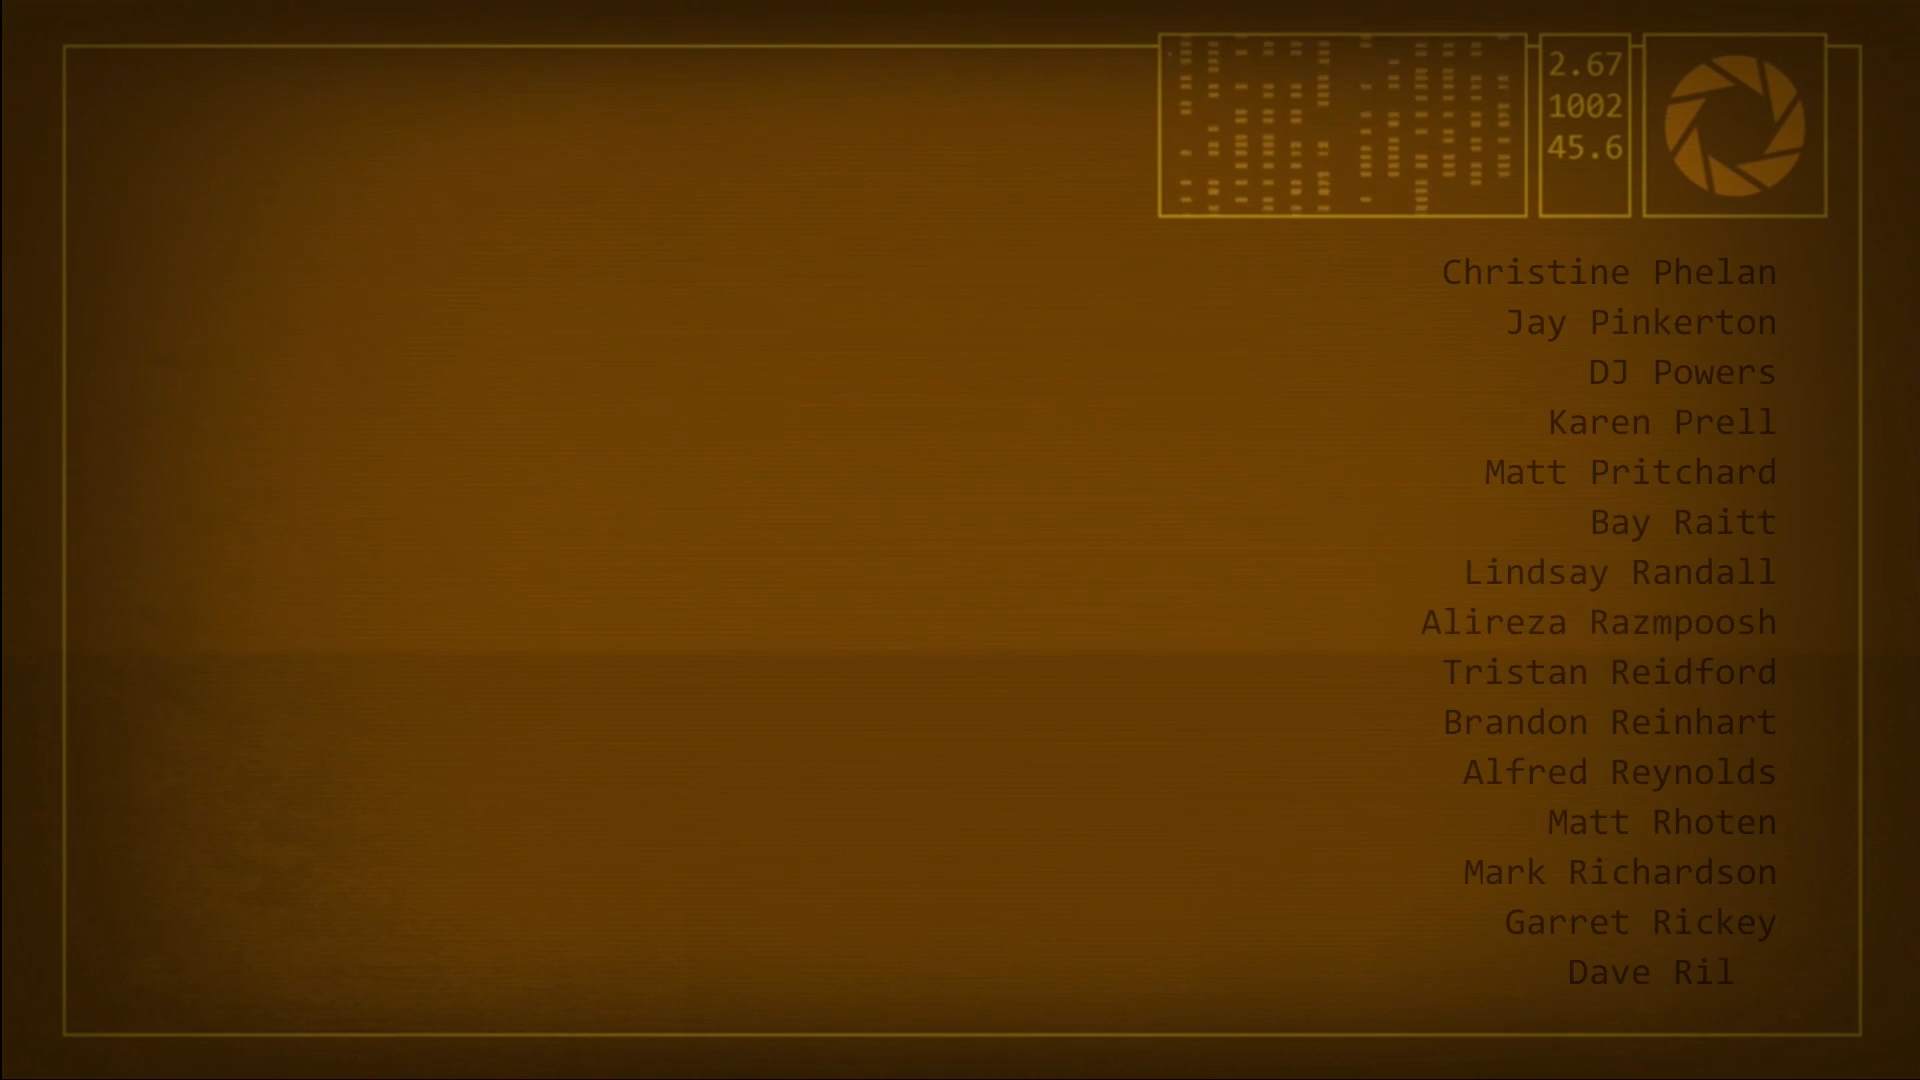 2.67
1002
45.6
Christine Phelan
Jay Pinkerton
DJ Powers
Karen Prell
Matt Pritchard
Bay Raitt
Lindsay Randall
Alireza Razmpoosh
Tristan Reidford
Brandon Reinhart
Alfred Reynolds
Matt Rhoten
Mark Richardson
Garret Rickey
Dave Ril